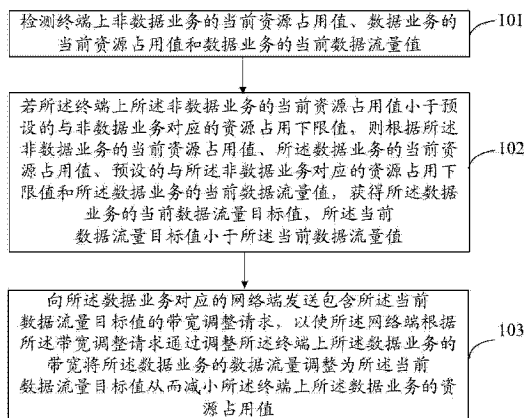 检测终端上非数据业务的当前资源占用值、数据业务的
当前资源占用值和数据业务的当前数据流量值
101
若所述终端上所述非数据业务的当前资源占用值小于预
设的与非数据业务对应的资源占用下限值，则根据所述
非数据业务的当前资源占用值、所述数据业务的当前资
源占用值、预设的与所述非数据业务对应的资源占用下
限值和所述数据业务的当前数据流量值，获得所述数据
业务的当前数据流量目标值，所述当前
数据流量目标值小于所述当前数据流量值
102
向所述数据业务对应的网络端发送包含所述当前
数据流量目标值的带宽调整请求，以使所述网络端根据
所述带宽调整请求通过调整所述终端上所述数据业务的
带宽将所述数据业务的数据流量调整为所述当前
数据流量目标值从而减小所述终端上所述数据业务的资
源占用值
103